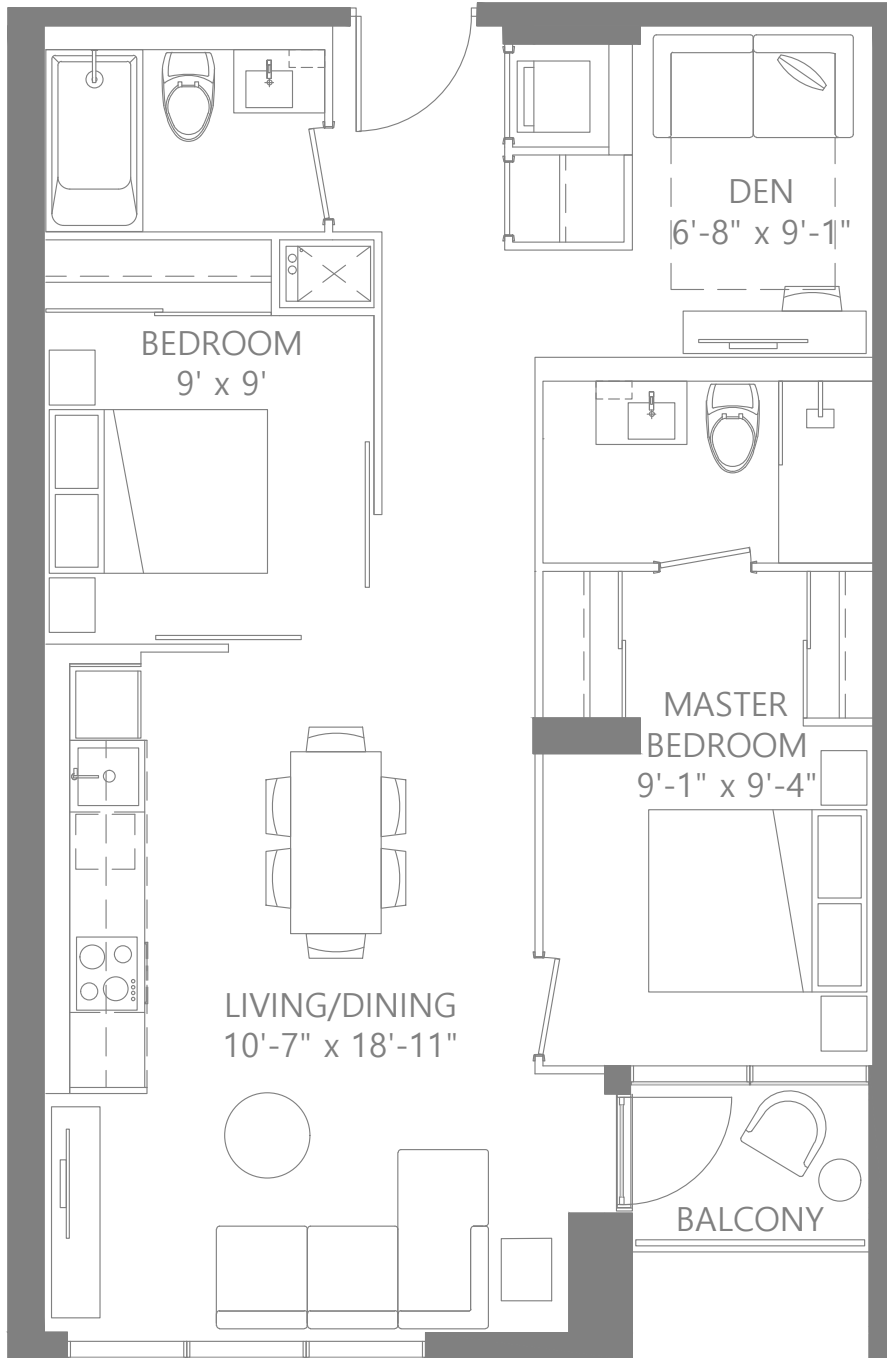 DEN
6'-8" x 9'-1"
BEDROOM
9' x 9'
MASTER
BEDROOM
9'-1" x 9'-4"
LIVING/DINING
10'-7" x 18'-11"
BALCONY